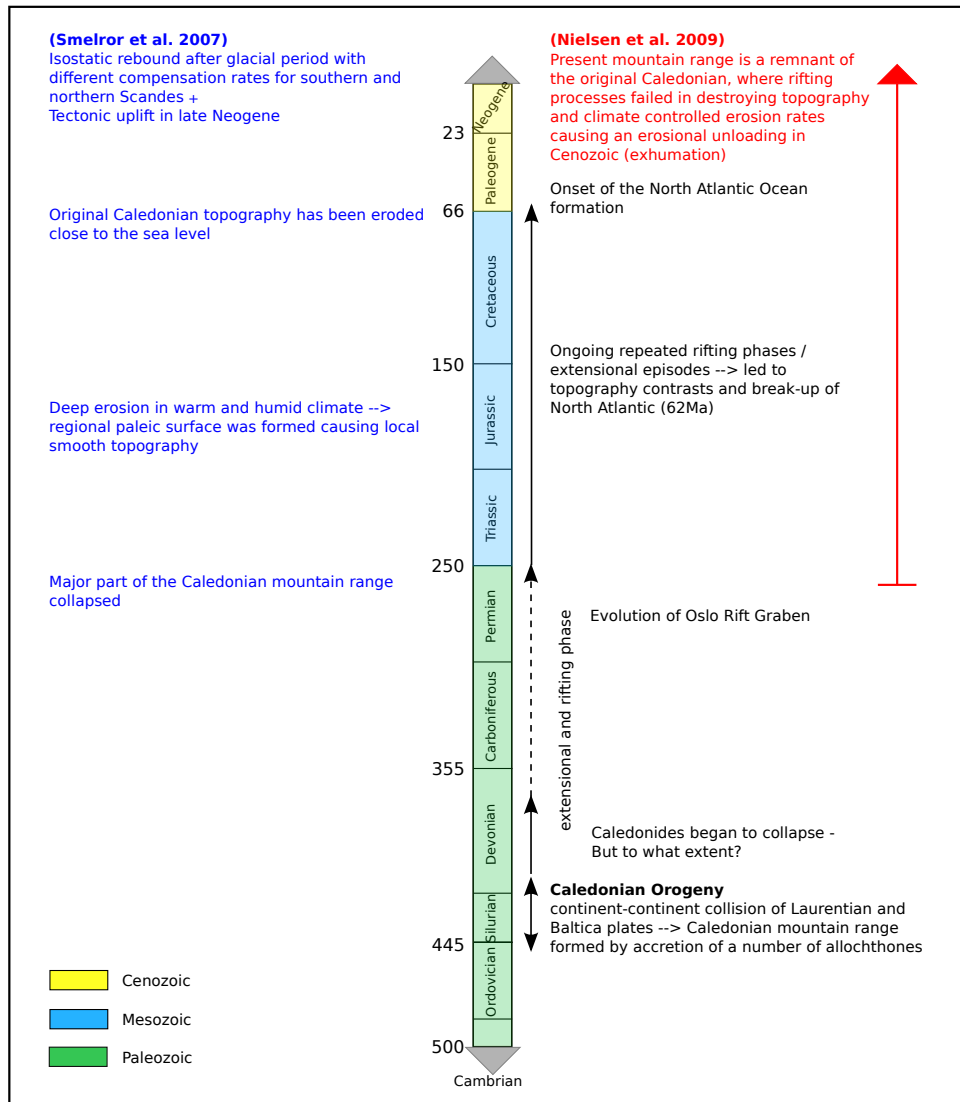 (Smelror et al. 2007)
Isostatic rebound after glacial period with
different compensation rates for southern and
northern Scandes +
Tectonic uplift in late Neogene
Original Caledonian topography has been eroded
close to the sea level
Deep erosion in warm and humid climate -->
regional paleic surface was formed causing local
smooth topography
Major part of the Caledonian mountain range
collapsed
Neogene
23
Paleogene
66
Cretaceous
150
Jurassic
Triassic
250
Permian
Carboniferous
355
Devonian
Silurian
445
Ordovician
500
Cambrian
(Nielsen et al. 2009)
Present mountain range is a remnant
of the original Caledonian, where rifting
processes failed in destroying topography
and climate controlled erosion rates
causing an erosional unloading in
Cenozoic (exhumation)
Onset of the North Atlantic Ocean
formation
Ongoing repeated rifting phases /
extensional episodes --> led to
topography contrasts and break-up of
North Atlantic (62Ma)
extensional and rifting phase
Evolution of Oslo Rift Graben
Caledonides began to collapse -
But to what extent?
Caledonian Orogeny
continent-continent collision of Laurentian and
Baltica plates --> Caledonian mountain range
formed by accretion of a number of allochthones
Cenozoic
Mesozoic
Paleozoic